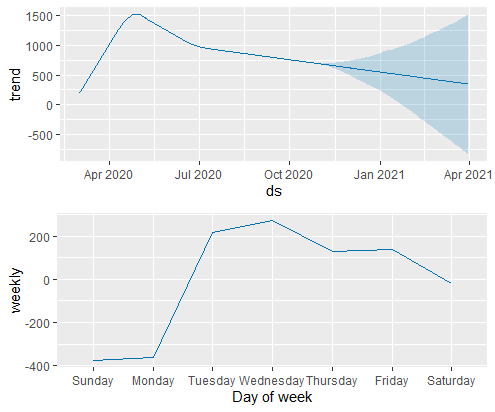 1500
1000
500
0
-500
trend
Apr 2020 Jul 2020 Oct 2020 Jan 2021 Apr 2021
ds
200
0
-200
-400
weekly
Sunday Monday Tuesday Wednesday Thursday Friday Saturday
Day of week